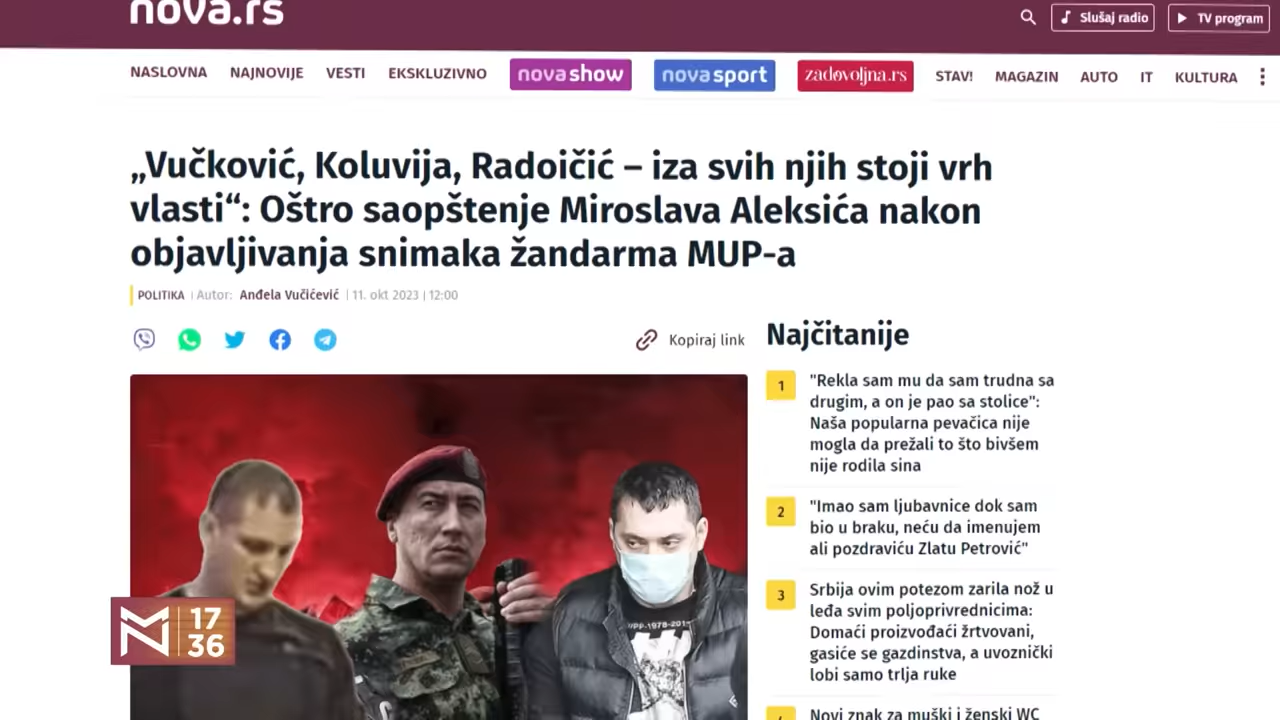 nova.rs
Slušaj radio
TV program
NASLOVNA NAJNOVIJE VESTI EKSKLUZIVNO nova show nova sport zadovoljna.rs STAV! MAGAZIN AUTO IT KULTURA
„Vučković, Koluvija, Radoičić – iza svih njih stoji vrh
vlasti“: Oštro saopštenje Miroslava Aleksića nakon
objavljivanja snimaka žandarma MUP-a
POLITIKA | Autor: Anđela Vučićević | 11. okt 2023 | 12:00
Kopiraj link
Najčitanije
1
"Rekla sam mu da sam trudna sa
drugim, a on je pao sa stolice":
Naša popularna pevačica nije
mogla da prežali to što bivšem
nije rodila sina
2
"Imao sam ljubavnice dok sam
bio u braku, neću da imenujem
ali pozdraviću Zlatu Petrović"
3
Srbija ovim potezom zarila nož u
leđa svim poljoprivrednicima:
Domaći proizvođači žrtvovani,
gasiće se gazdinstva, a uvoznički
lobi samo trlja ruke
4
Novi znak za muški i ženski WC
17
36